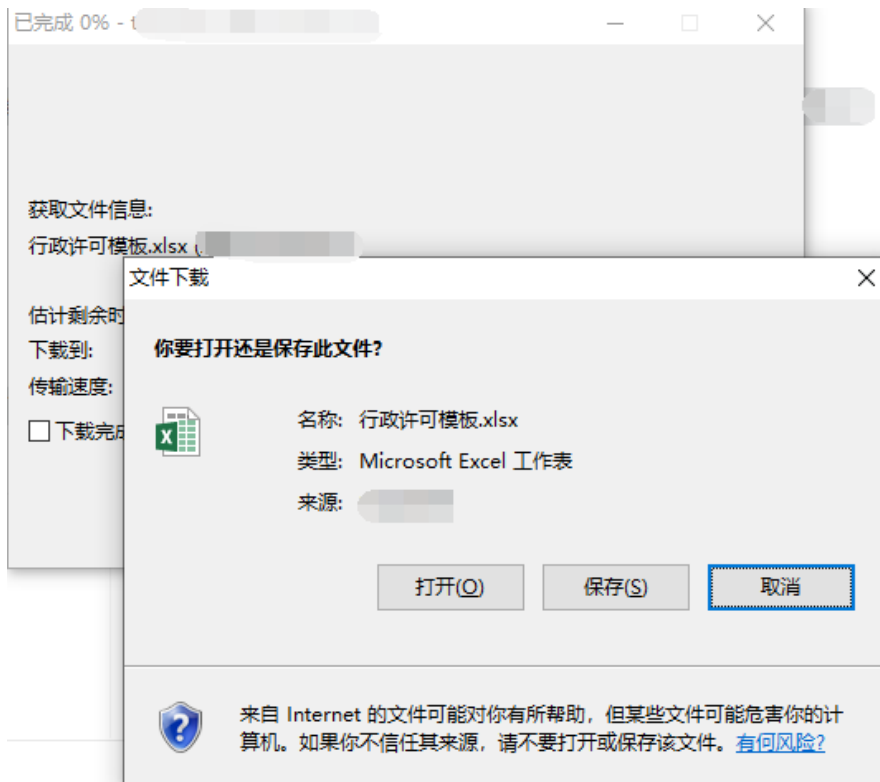 已完成 0% - t
获取文件信息:
行政许可模板.xlsx (
估计剩余时
下载到:
传输速度:
下载完成
文件下载
你要打开还是保存此文件?
名称: 行政许可模板.xlsx
类型: Microsoft Excel 工作表
来源:
打开(O)
保存(S)
取消
来自 Internet 的文件可能对你有所帮助，但某些文件可能危害你的计
算机。如果你不信任其来源，请不要打开或保存该文件。有何风险?